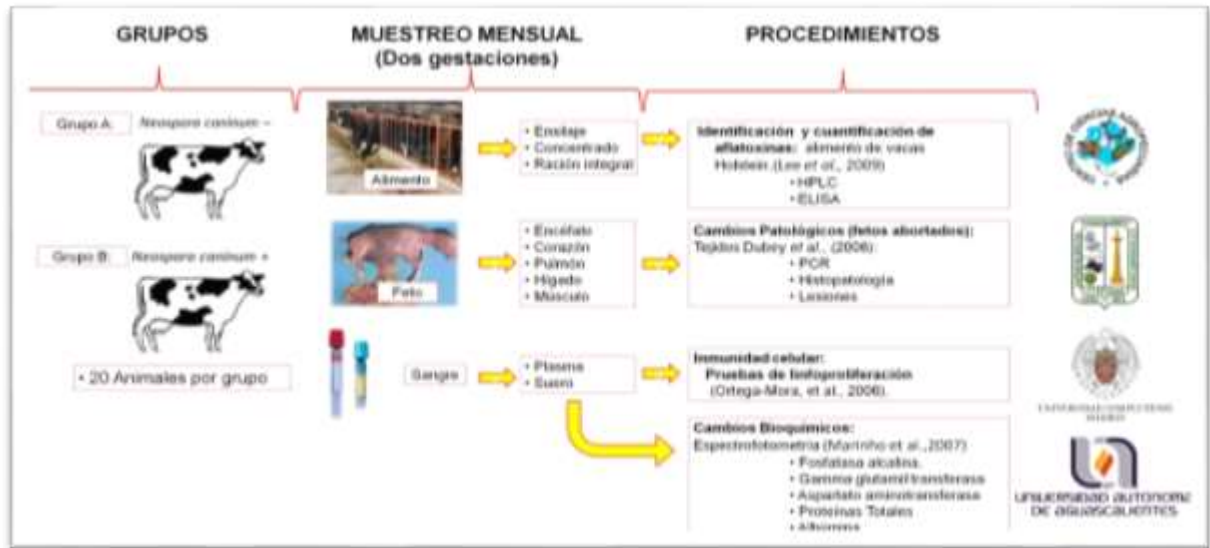 GRUPOS
MUESTREO MENSUAL
(Dos gestaciones)
PROCEDIMIENTOS
Grupo A:
Neospora caninum –
Grupo B:
Neospora caninum +
• 20 Animales por grupo
Alimento
• Ensilaje
• Concentrado
• Ración integral
Identificación y cuantificación de
aflatoxinas: alimento de vacas
Holstein (Lee et al., 2009)
• HPLC
• ELISA
Feto
• Encéfalo
• Corazón
• Pulmón
• Hígado
• Músculo
Cambios Patológicos (fetos abortados):
Tejidos Dubey et al., (2006):
• PCR
• Histopatología
• Lesiones
Sangre
• Plasma
• Suero
Inmunidad celular:
Pruebas de linfoproliferación
(Ortega-Mora, et al., 2006).
Cambios Bioquímicos:
Espectrofotometría (Marinho et al.,2007)
• Fosfatasa alcalina.
• Gamma glutamil transferasa
• Aspartato aminotransferasa
• Proteínas Totales
UNIVERSIDAD COMPLUTENSE
MADRID
UNIVERSIDAD AUTONOMA
DE AGUASCALIENTES